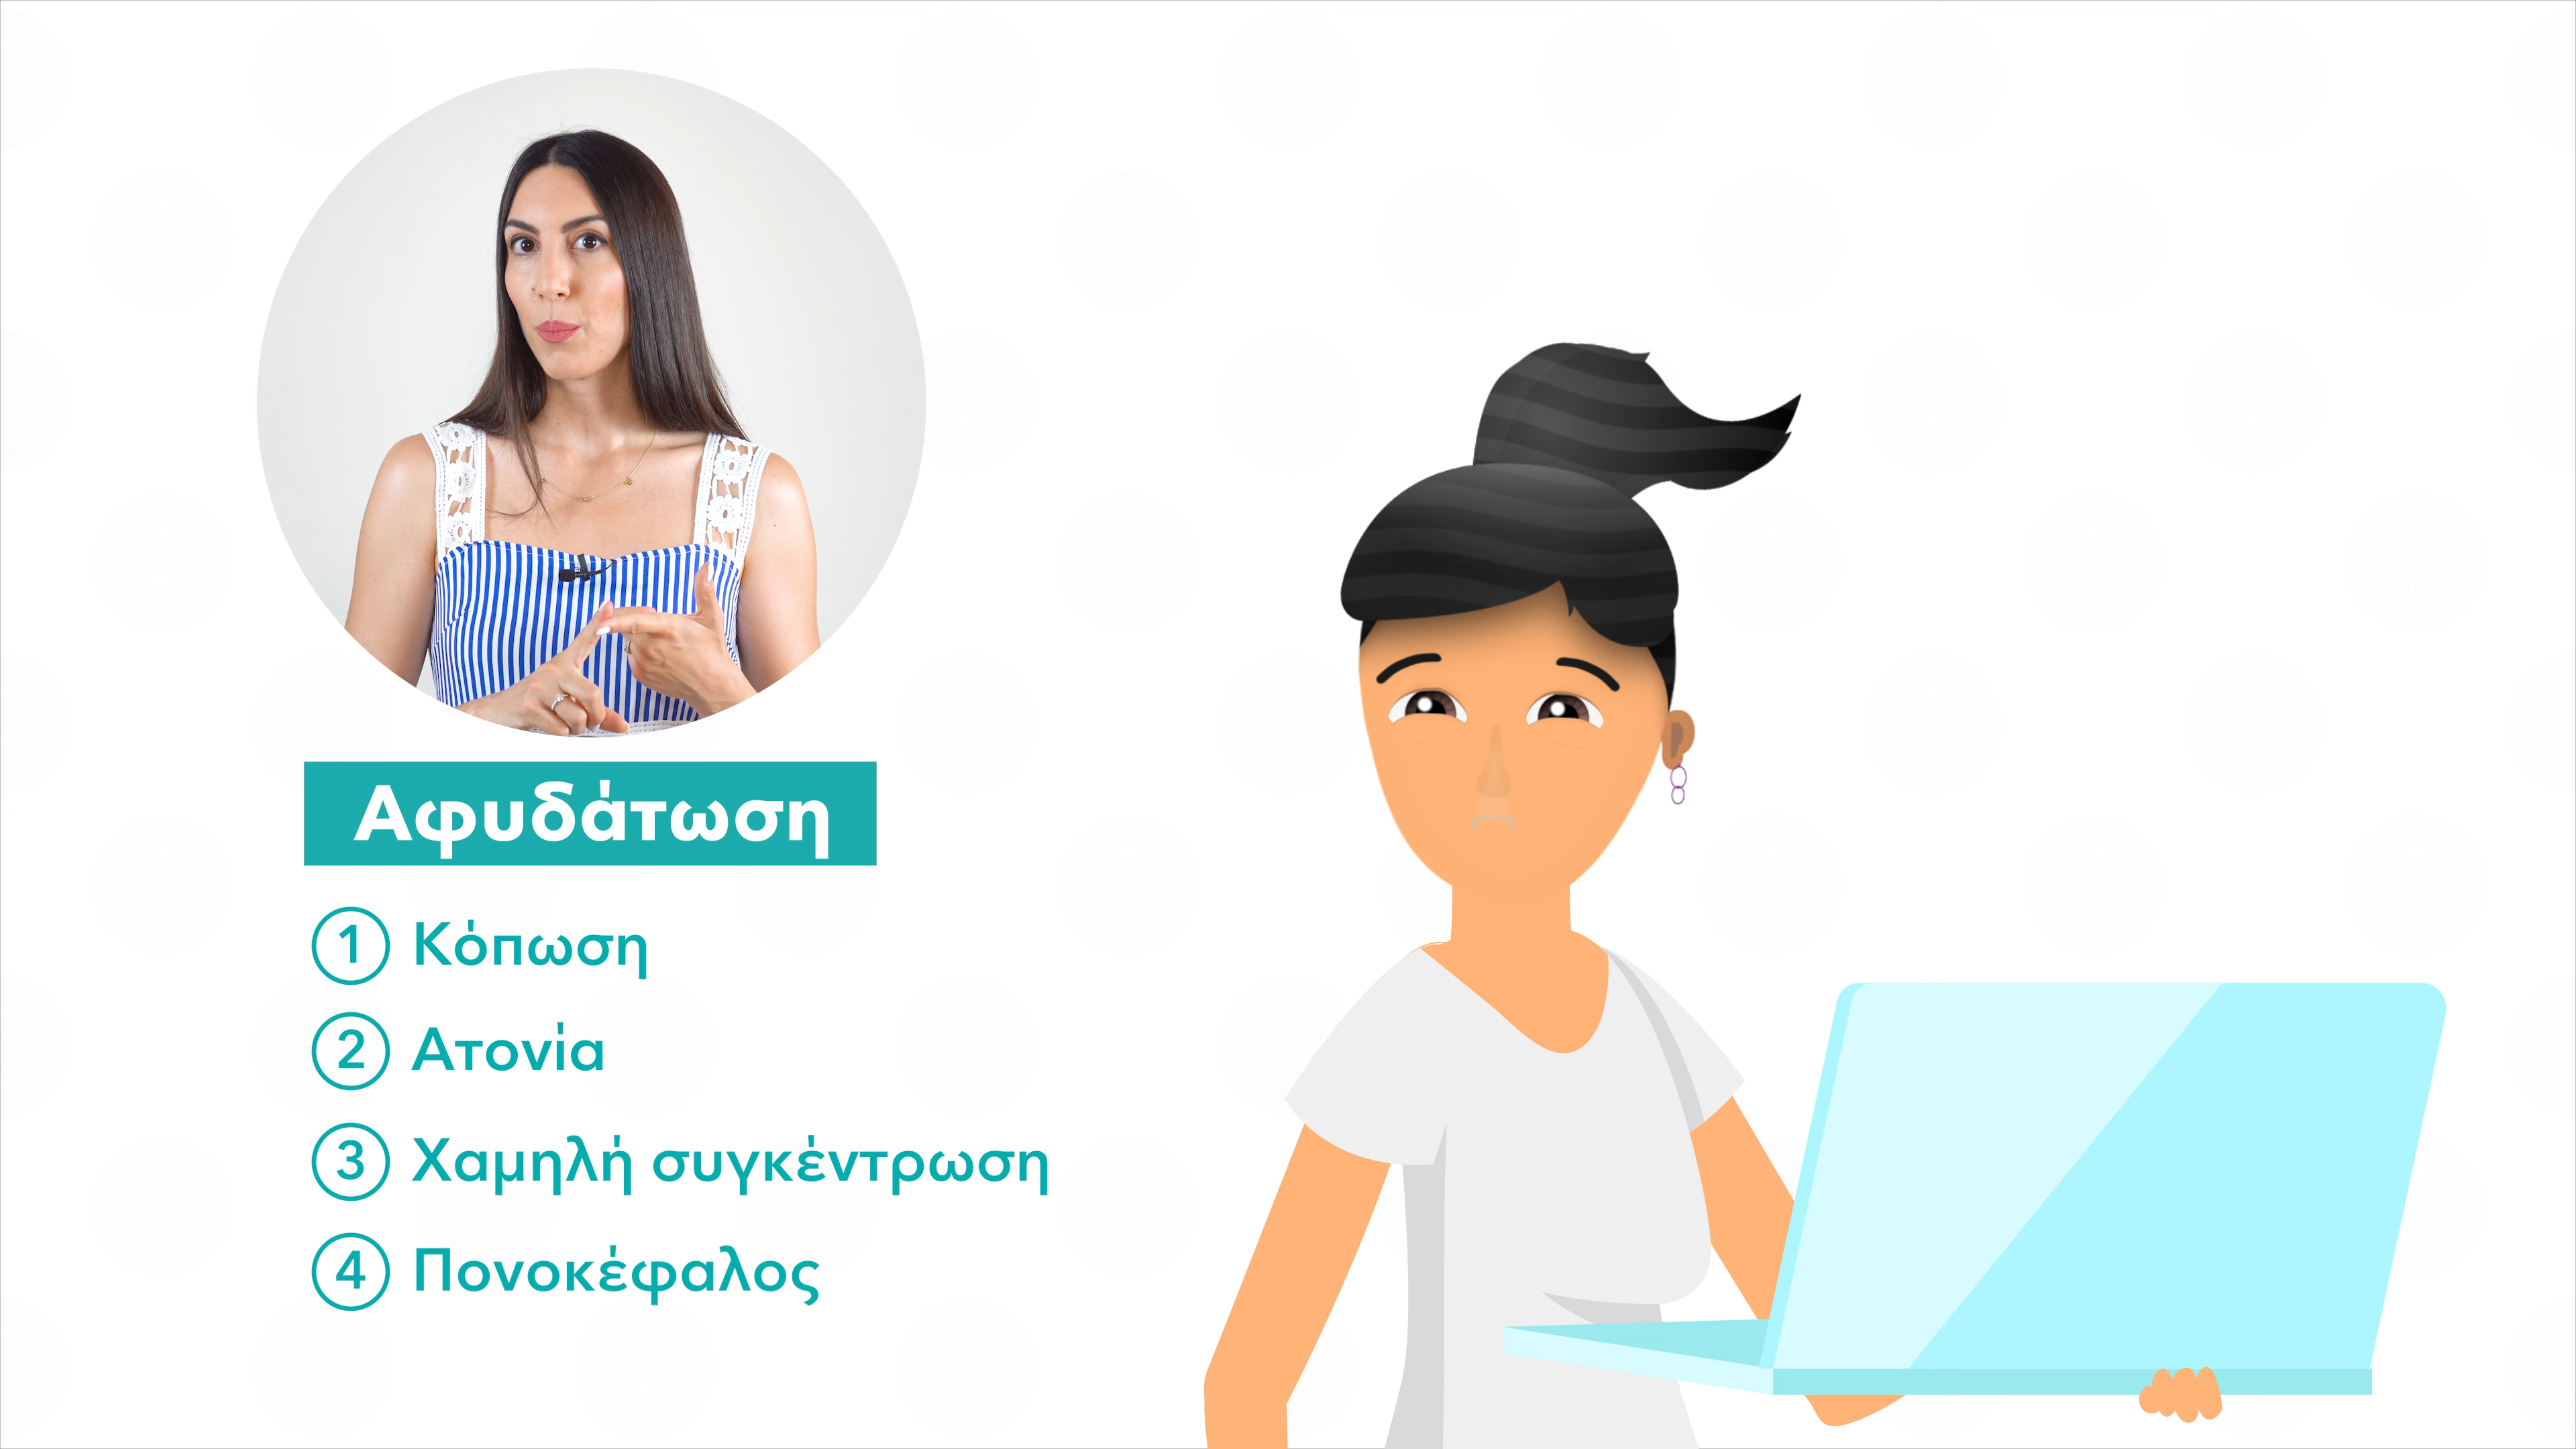 Αφυδάτωση
1 Κόπωση
2 Ατονία
3 Χαμηλή συγκέντρωση
4 Πονοκέφαλος